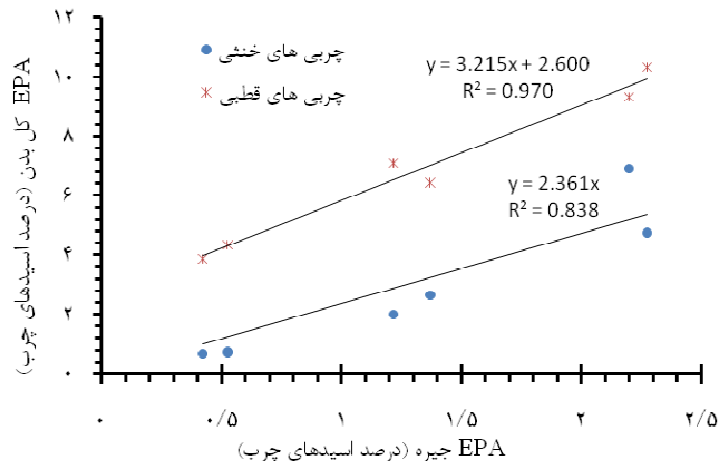 ۱۲
۱۰
۸
۶
۴
۲
۰
EPA کل بدن (درصد اسیدهای چرب)
چربی های خنثی
چربی های قطبی
y = 3.215x + 2.600
R² = 0.970
y = 2.361x
R² = 0.838
۰ ۰/۵ ۱ ۱/۵ ۲ ۲/۵
EPA جیره (درصد اسیدهای چرب)